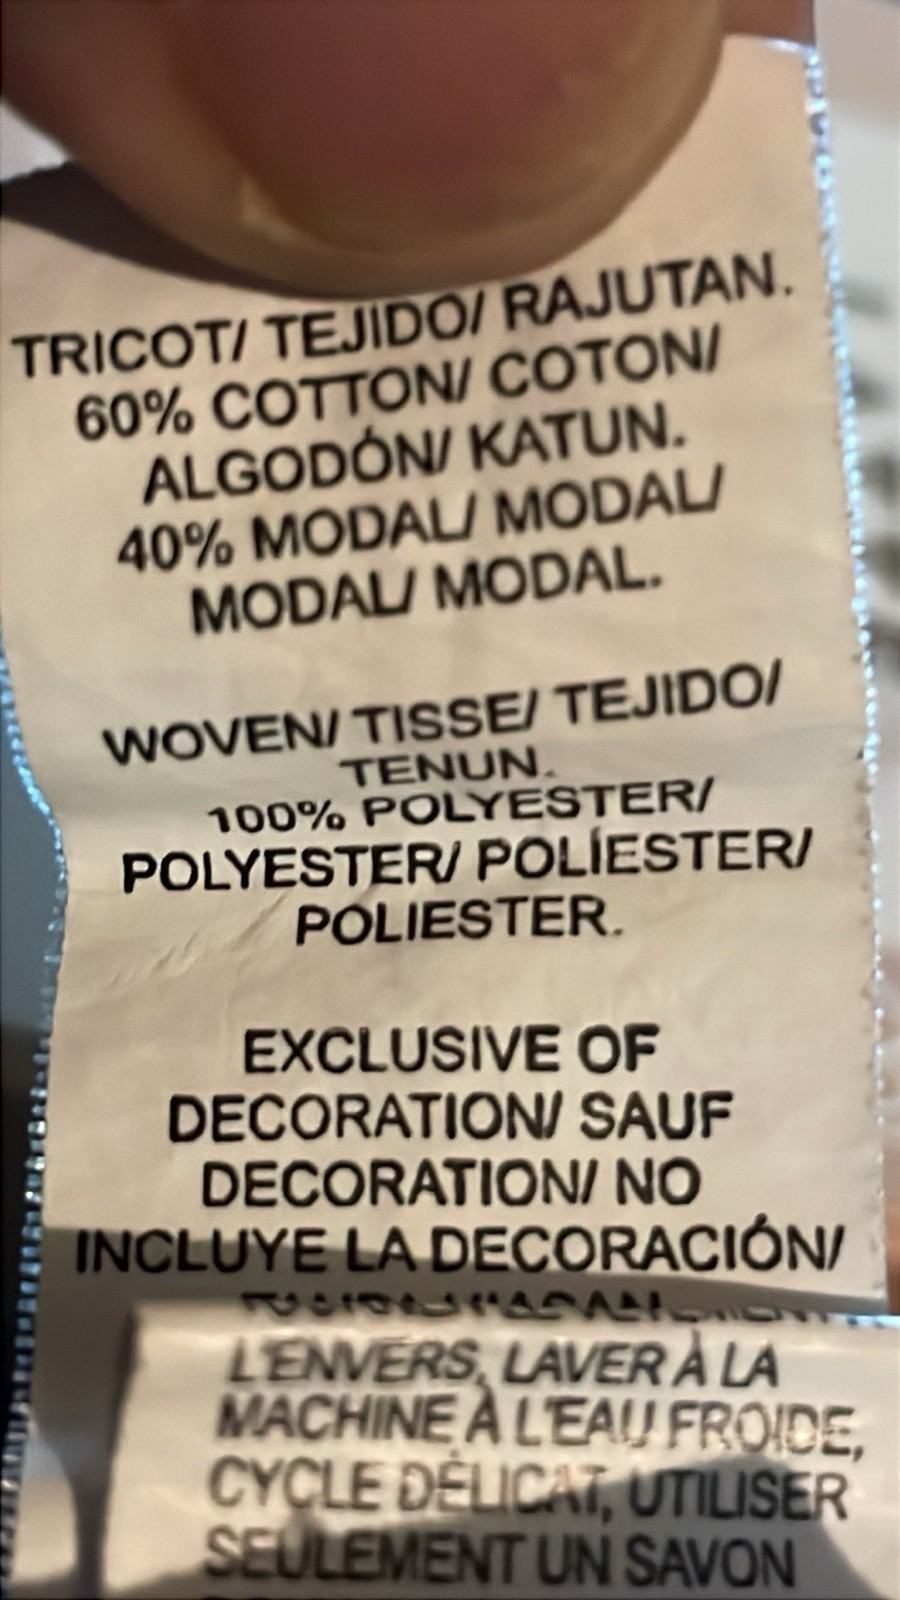 TRICOT/ TEJIDO/ RAJUTAN.
60% COTTON/ COTON/
ALGODÓN/ KATUN.
40% MODAL/ MODAL/
MODAL/ MODAL.
WOVEN/ TISSE/ TEJIDO/
TENUN.
100% POLYESTER/
POLYESTER/ POLÍESTER/
POLIESTER.
EXCLUSIVE OF
DECORATION/ SAUF
DECORATION/ NO
INCLUYE LA DECORACIÓN/
L'ENVERS, LAVER À LA
MACHINE À L'EAU FROIDE,
CYCLE DÉLICAT, UTILISER
SEULEMENT UN SAVON